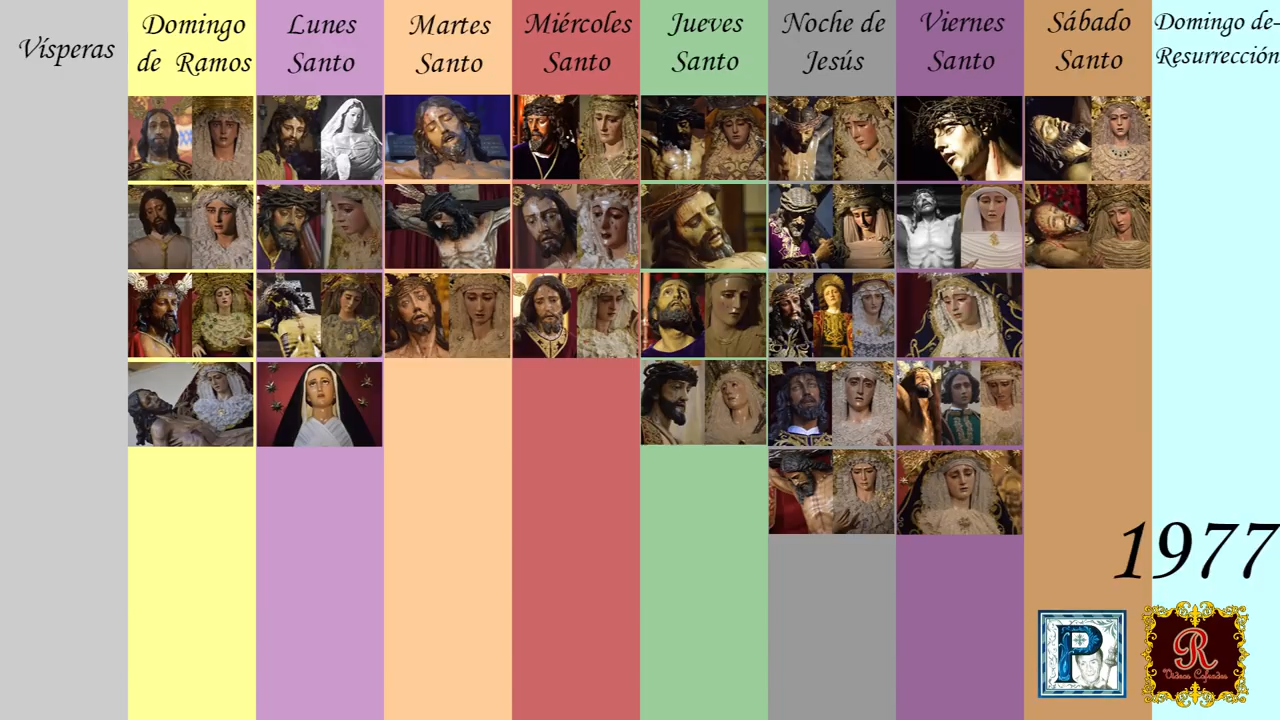 Vísperas
Domingo
de Ramos
Lunes
Santo
Martes
Santo
Miércoles
Santo
Jueves
Santo
Noche de
Jesús
Viernes
Santo
Sábado
Santo
Domingo de-
Resurrección
1977
P
R
Videos Cofrades